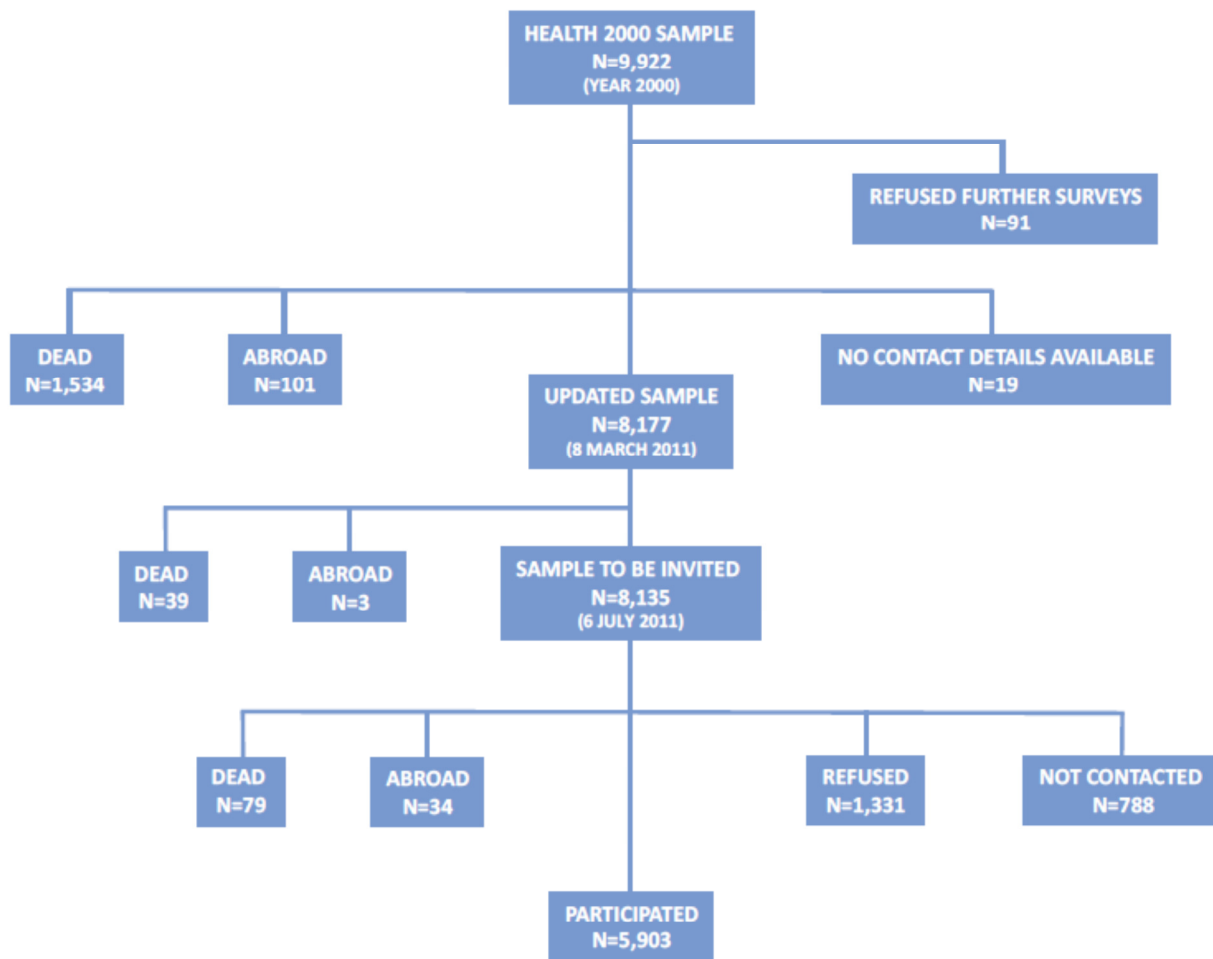 HEALTH 2000 SAMPLE
N=9,922
(YEAR 2000)
REFUSED FURTHER SURVEYS
N=91
DEAD
N=1,534
ABROAD
N=101
NO CONTACT DETAILS AVAILABLE
N=19
UPDATED SAMPLE
N=8,177
(8 MARCH 2011)
DEAD
N=39
ABROAD
N=3
SAMPLE TO BE INVITED
N=8,135
(6 JULY 2011)
DEAD
N=79
ABROAD
N=34
REFUSED
N=1,331
NOT CONTACTED
N=788
PARTICIPATED
N=5,903